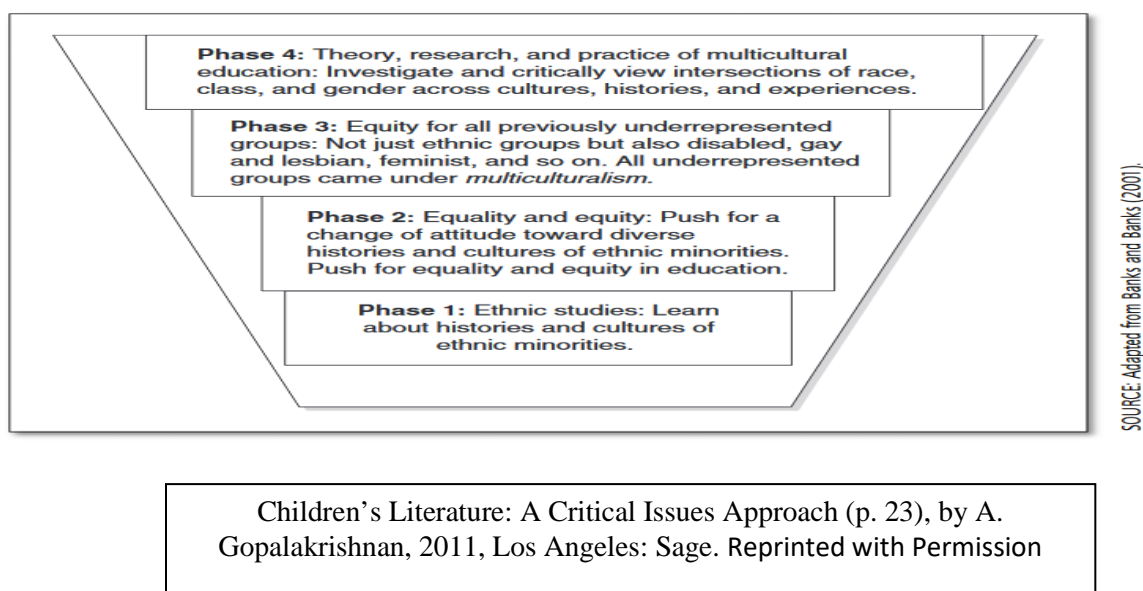 Phase 4: Theory, research, and practice of multicultural
education: Investigate and critically view intersections of race,
class, and gender across cultures, histories, and experiences.
Phase 3: Equity for all previously underrepresented
groups: Not just ethnic groups but also disabled, gay
and lesbian, feminist, and so on. All underrepresented
groups came under multiculturalism.
Phase 2: Equality and equity: Push for a
change of attitude toward diverse
histories and cultures of ethnic minorities.
Push for equality and equity in education.
Phase 1: Ethnic studies: Learn
about histories and cultures of
ethnic minorities.
SOURCE: Adapted from Banks and Banks (2001).
Children’s Literature: A Critical Issues Approach (p. 23), by A.
Gopalakrishnan, 2011, Los Angeles: Sage. Reprinted with Permission